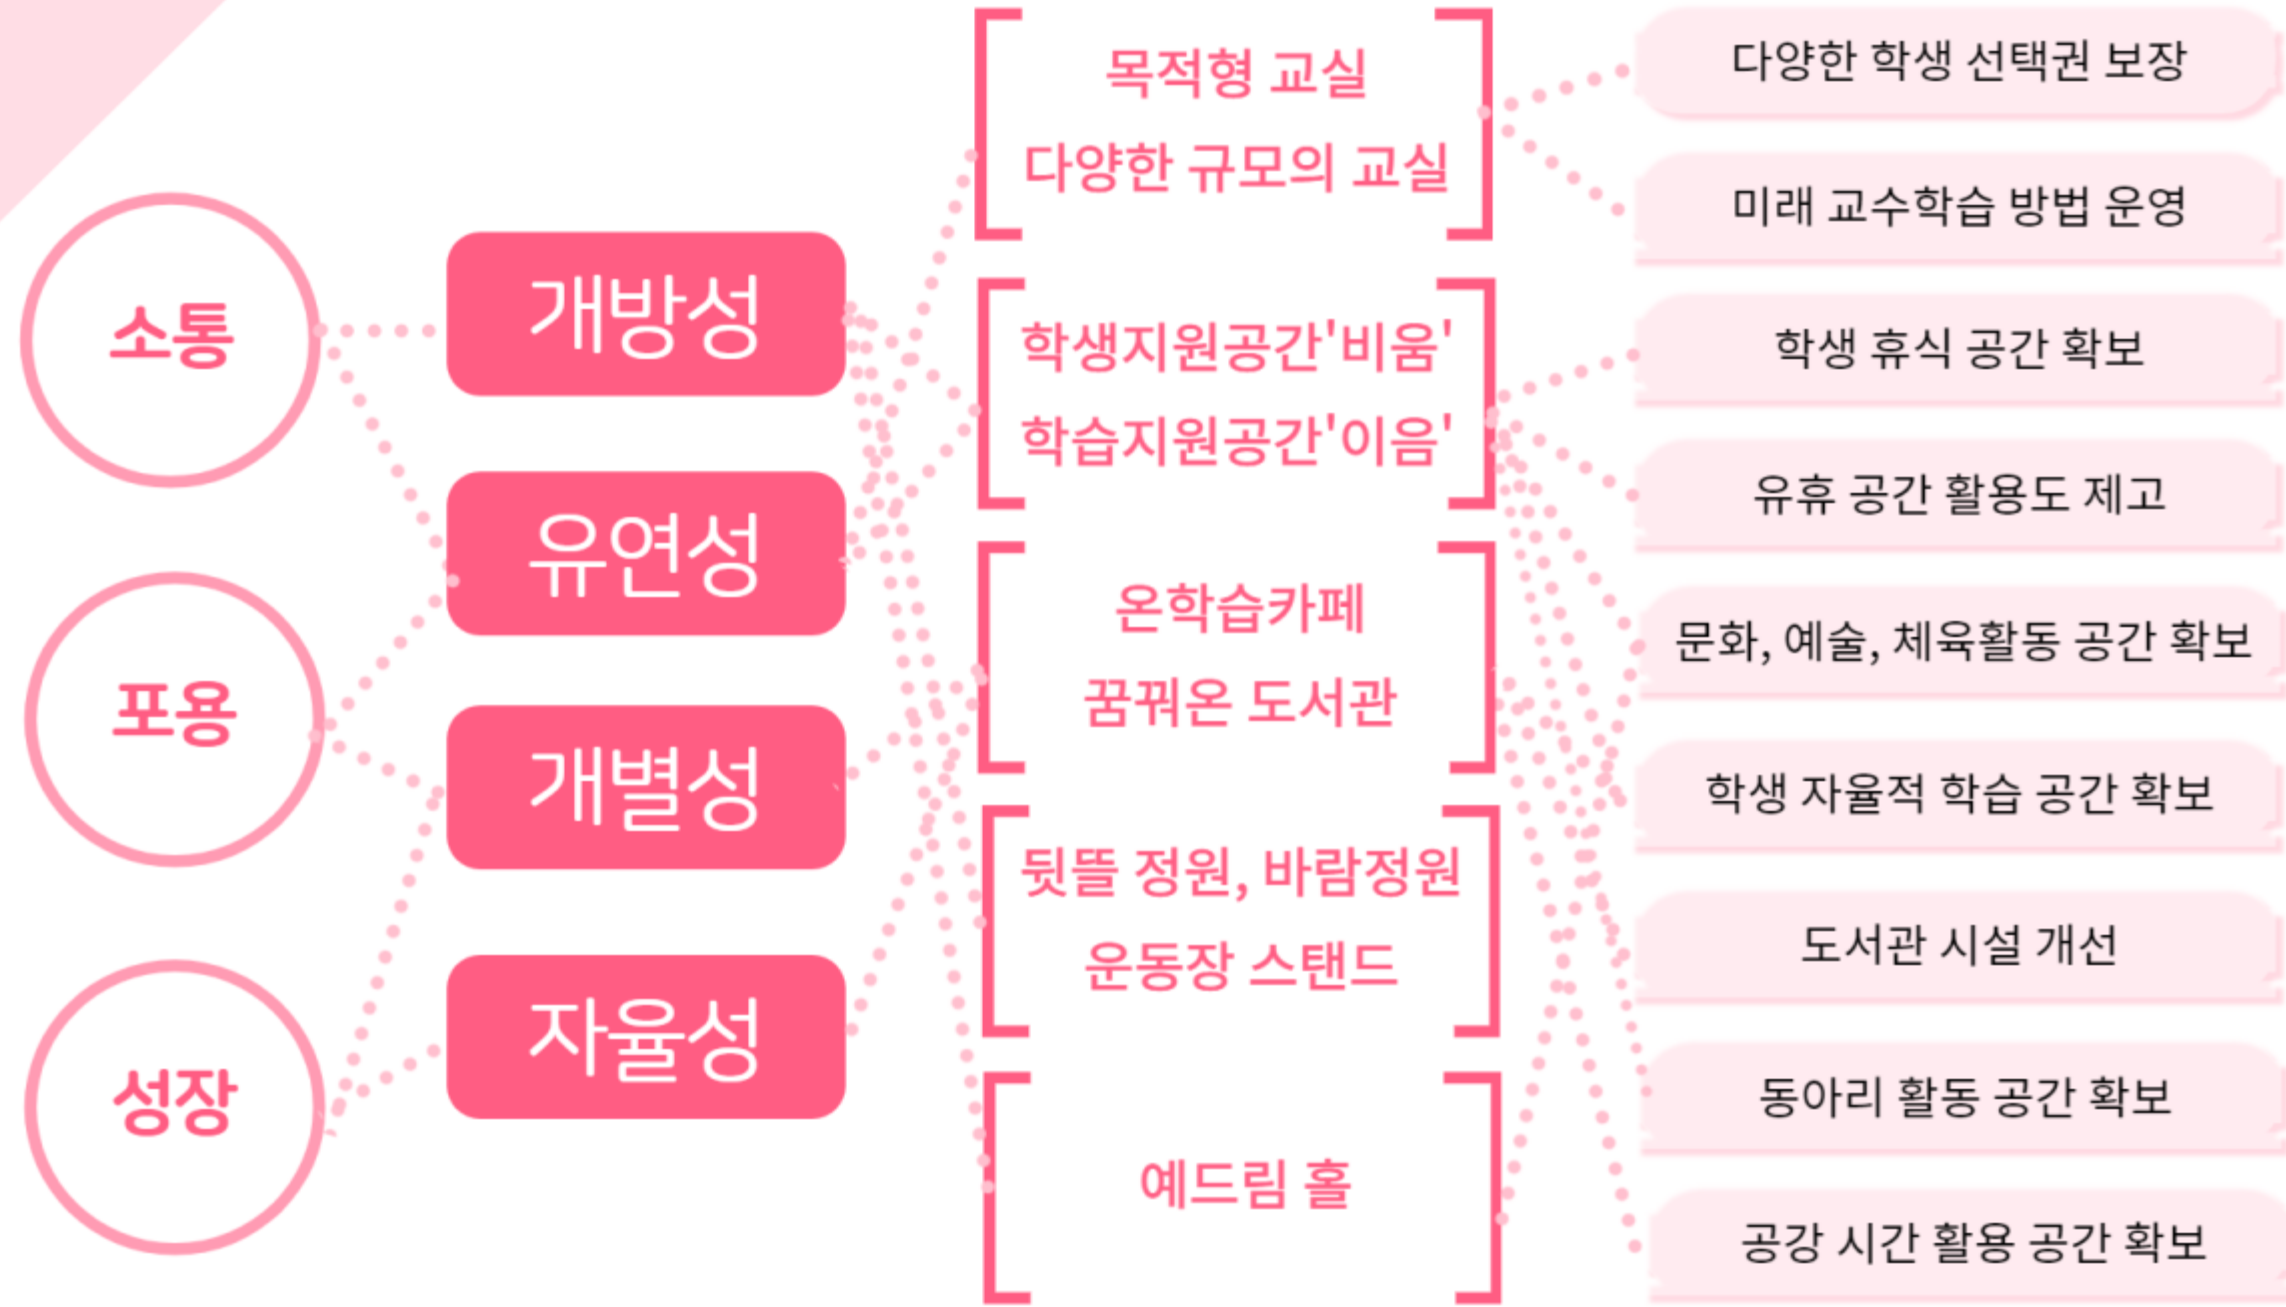 소통
포용
성장
개방성
유연성
개별성
자율성
목적형 교실
다양한 규모의 교실
학생지원공간'비움'
학습지원공간'이음'
온학습카페
꿈꿔온 도서관
뒷뜰 정원, 바람정원
운동장 스탠드
예드림 홀
다양한 학생 선택권 보장
미래 교수학습 방법 운영
학생 휴식 공간 확보
유휴 공간 활용도 제고
문화, 예술, 체육활동 공간 확보
학생 자율적 학습 공간 확보
도서관 시설 개선
동아리 활동 공간 확보
공강 시간 활용 공간 확보